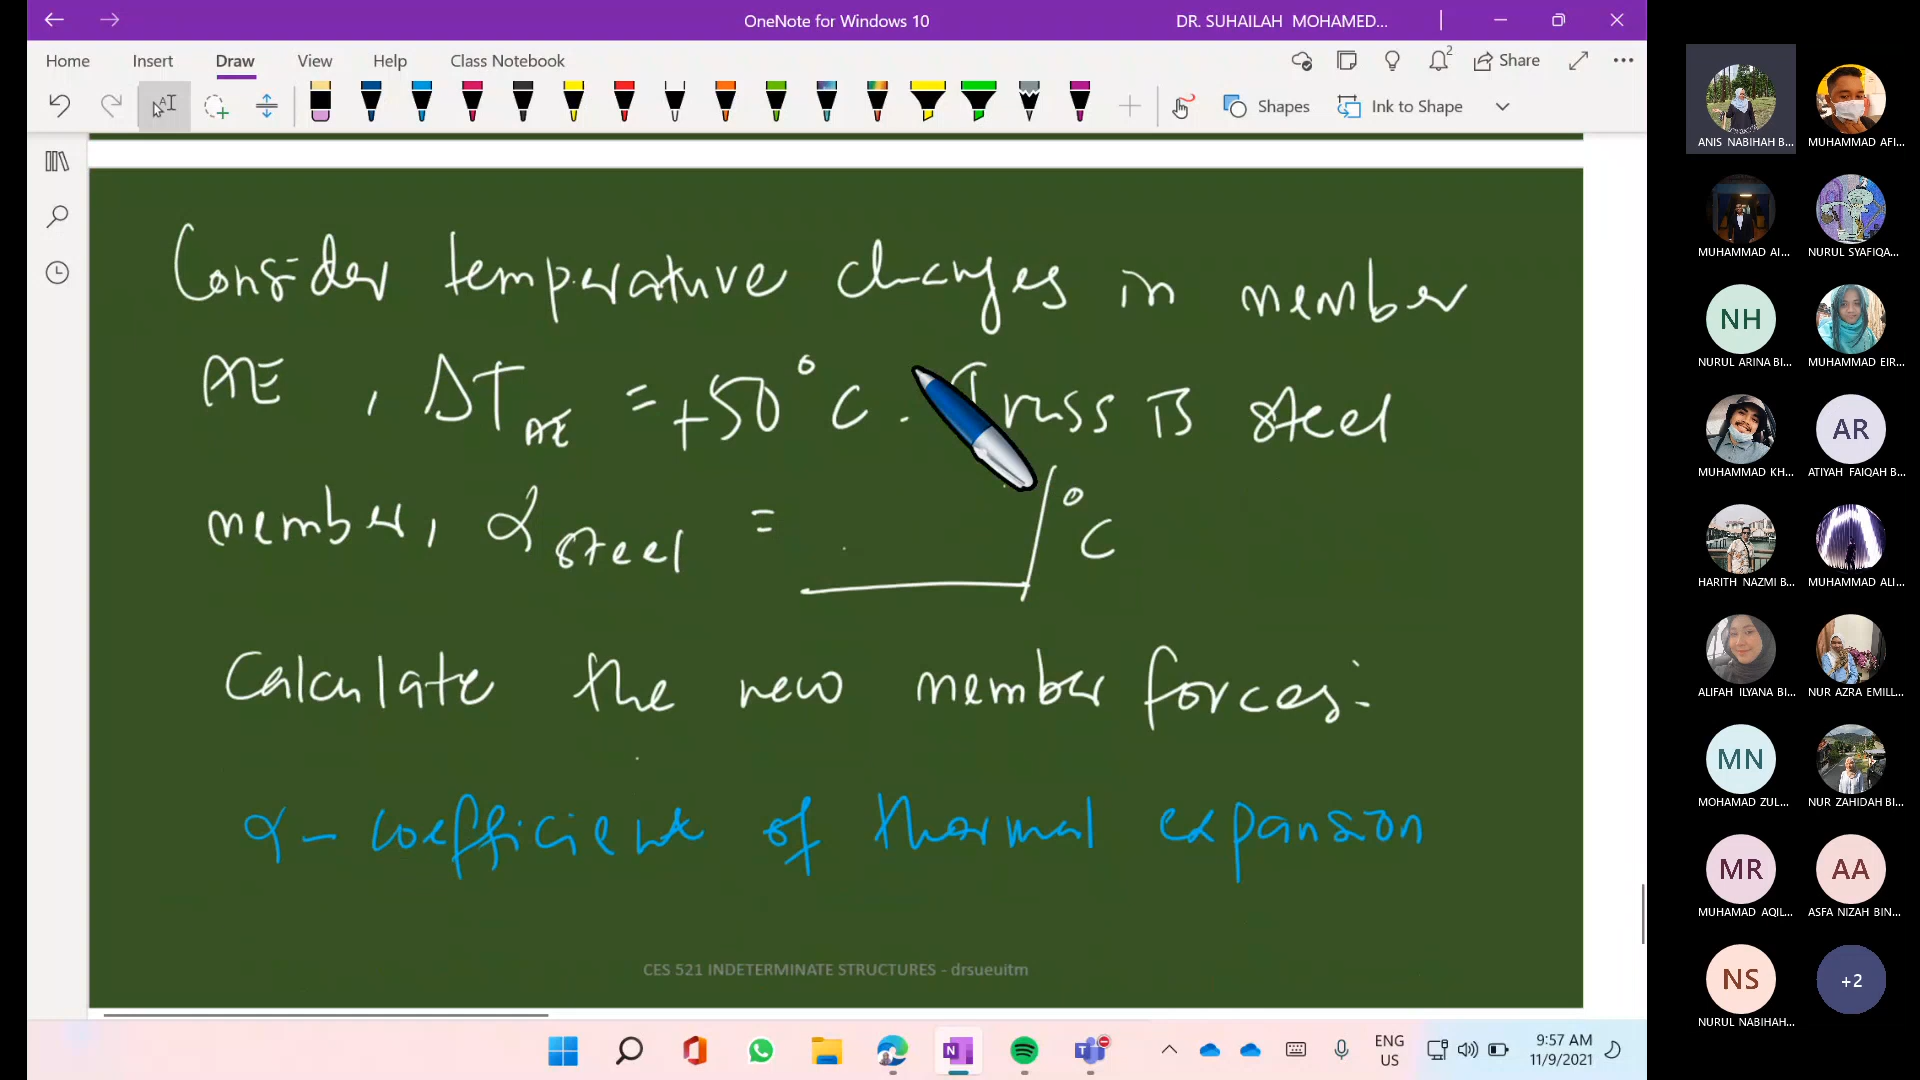 OneNote for Windows 10
DR. SUHAILAH MOHAMED...
Home Insert Draw View Help Class Notebook
2
Share
Shapes
Ink to Shape
Consider temperature changes in member
AE, ΔT AE = +50°C. Truss is steel
member, α steel = ____/°C
Calculate the new member forces.
α - coefficient of thermal expansion
CES 521 INDETERMINATE STRUCTURES - drsueuitm
ANIS NABIHAH B...
MUHAMMAD AFI...
MUHAMMAD AI...
NURUL SYAFIQA...
NH
NURUL ARINA BI...
MUHAMMAD EIR...
MUHAMMAD KH...
AR
ATIYAH FAIQAH B...
HARITH NAZMI B...
MUHAMMAD ALI...
ALIFAH ILYANA BI...
NUR AZRA EMILL...
MN
MOHAMAD ZUL...
NUR ZAHIDAH BI...
MR
MUHAMAD AQIL...
AA
ASFA NIZAH BIN...
NS
NURUL NABIHAH...
+2
ENG
US
9:57 AM
11/9/2021